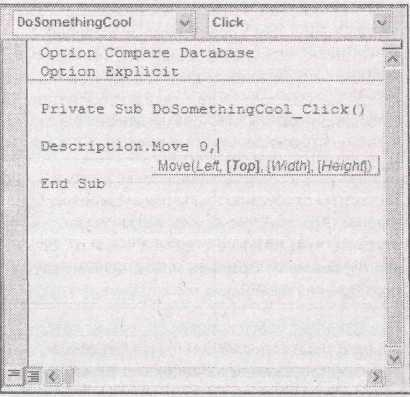 DoSomethingCool Click
Option Compare Database
Option Explicit
Private Sub DoSomethingCool_Click()
Description.Move 0,
Move(Left, [Top], [Width], [Height])
End Sub